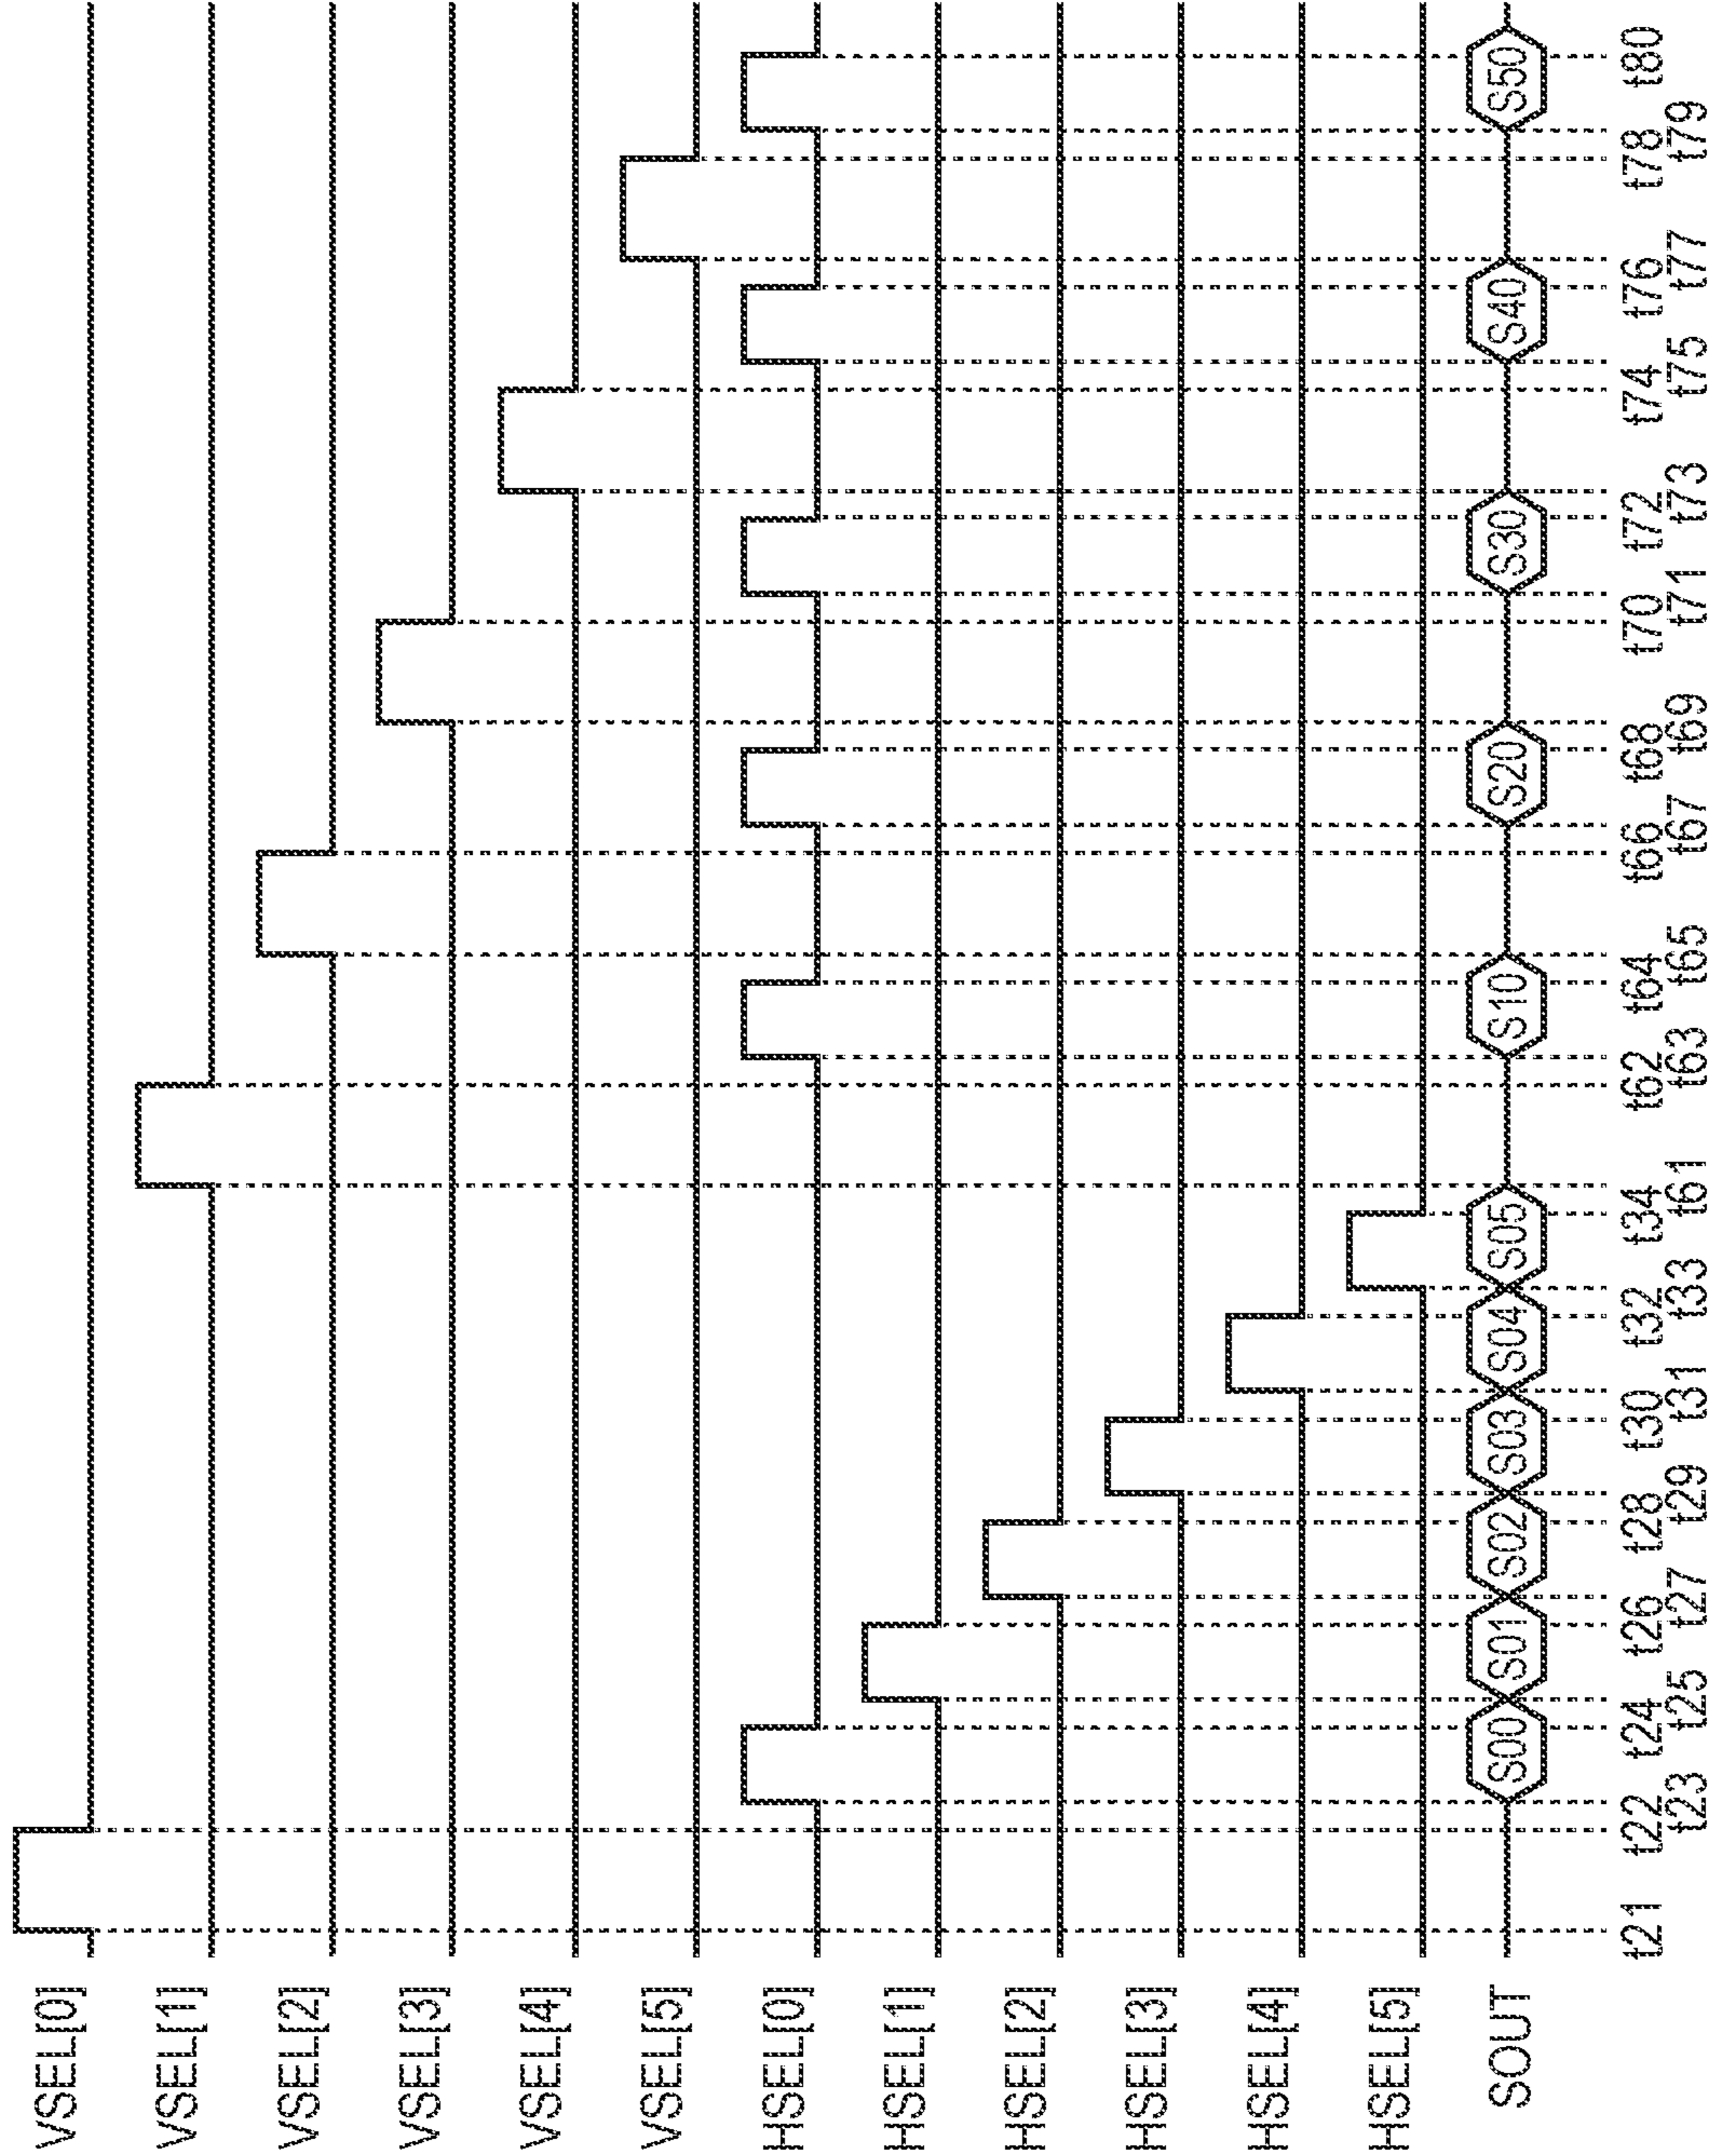 VSEL[0]
VSEL[1]
VSEL[2]
VSEL[3]
VSEL[4]
VSEL[5]
HSEL[0]
HSEL[1]
HSEL[2]
HSEL[3]
HSEL[4]
HSEL[5]
SOUT S00 S01 S02 S03 S04 S05 S10 S20 S30 S40 S50
t21 t22 t24 t26 t28 t30 t32 t34 t62 t64 t66 t68 t70 t72 t74 t76 t78 t80
t23 t25 t27 t29 t31 t33 t61 t63 t65 t67 t69 t71 t73 t75 t77 t79